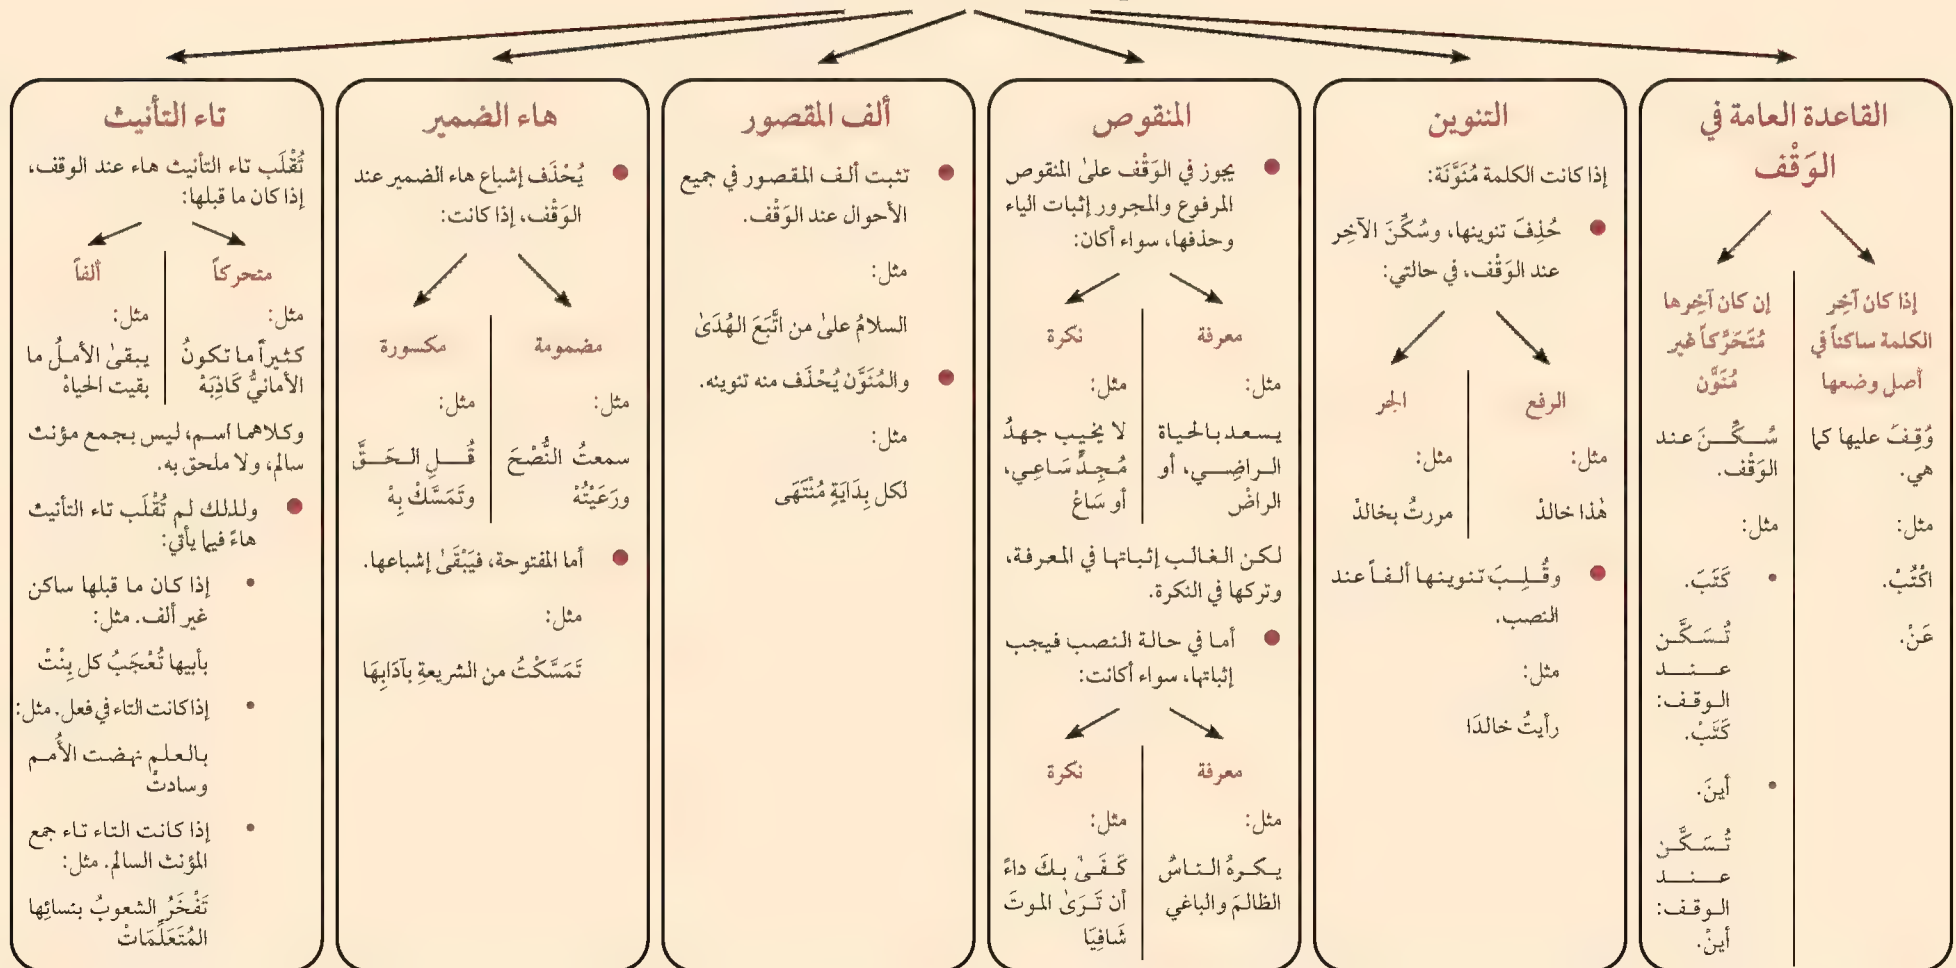 القاعدة العامة في
الوَقْف
إذا كان آخِر
الكلمة ساكناً في
أصل وضعها
وُقِفَ عليها كما
هي.
مثل:
اكْتُبْ.
عَنْ.
إن كان آخِرها
مُتَحَرِّكاً غير
مُنَوَّن
سُكِّنَ عند
الوَقْف.
مثل:
• كَتَبَ.
تُسَكَّن
عند
الوقف:
كَتَبْ.
• أينَ.
تُسَكَّن
عند
الوقف:
أينْ.
التنوين
إذا كانت الكلمة مُنَوَّنَة:
● حُذِفَ تنوينها، وسُكِّنَ الآخِر
عند الوَقْف، في حالتي:
الرفع
مثل:
هٰذا خالدْ
الجر
مثل:
مررتُ بخالدْ
● وقُلِبَ تنوينها ألفاً عند
النصب.
مثل:
رأيتُ خالدَا
المنقوص
● يجوز في الوَقْف علىٰ المنقوص
المرفوع والمجرور إثبات الياء
وحذفها، سواء أكان:
معرفة
مثل:
يسعد بالحياة
الراضِي، أو
الراضْ
نكرة
مثل:
لا يخيب جهدُ
مُجِدٍّ سَاعِي،
أو سَاعْ
لكن الغالب إثباتها في المعرفة،
وتركها في النكرة.
● أما في حالة النصب فيجب
إثباتها، سواء أكانت:
معرفة
مثل:
يكرهُ الناسُ
الظالمَ والباغي
نكرة
مثل:
كَفَىٰ بكَ داءً
أن تَرَىٰ الموتَ
شَافِيَا
ألف المقصور
● تثبت ألف المقصور في جميع
الأحوال عند الوَقْف.
مثل:
السلامُ علىٰ من اتَّبَعَ الهُدَىٰ
● والمُنَوَّن يُحْذَف منه تنوينه.
مثل:
لكل بِدَايَةٍ مُنْتَهَى
هاء الضمير
● يُحْذَف إشباع هاء الضمير عند
الوَقْف، إذا كانت:
مضمومة
مثل:
سمعتُ النُّصْحَ
ورَعَيْتُهْ
مكسورة
مثل:
قُلِ الحَقَّ
وتَمَسَّكْ بِهْ
● أما المفتوحة، فيَبْقَىٰ إشباعها.
مثل:
تَمَسَّكْتُ من الشريعةِ بآدَابِهَا
تاء التأنيث
تُقْلَب تاء التأنيث هاء عند الوقف،
إذا كان ما قبلها:
متحركاً
مثل:
كثيراً ما تكونُ
الأمانيُّ كَاذِبَهْ
ألفاً
مثل:
يبقىٰ الأملُ ما
بقيت الحياهْ
وكلاهما اسم، ليس بجمع مؤنث
سالم، ولا ملحق به.
● ولذلك لم تُقْلَب تاء التأنيث
هاءً فيما يأتي:
• إذا كان ما قبلها ساكن
غير ألف. مثل:
بأبيها تُعْجَبُ كل بِنْتْ
• إذا كانت التاء في فعل. مثل:
بالعلم نهضت الأُمم
وسادتْ
• إذا كانت التاء تاء جمع
المؤنث السالم. مثل:
تَفْخَرُ الشعوبُ بنسائِها
المُتَعَلِّمَاتْ